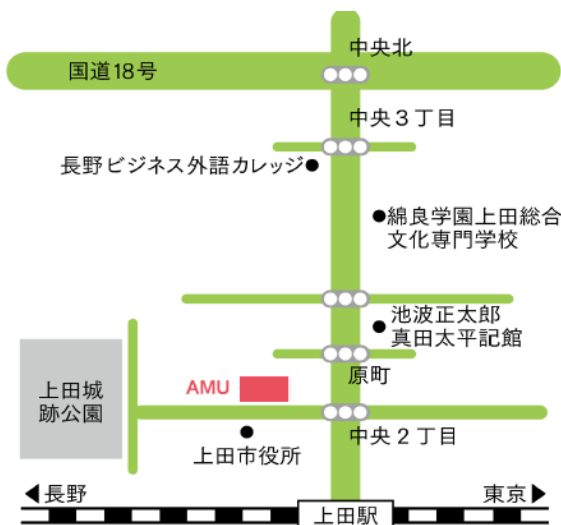 中央北
国道18号
中央3丁目
長野ビジネス外語カレッジ
綿良学園上田総合
文化専門学校
池波正太郎
真田太平記館
原町
AMU
上田城
跡公園
中央2丁目
上田市役所
長野
東京
上田駅